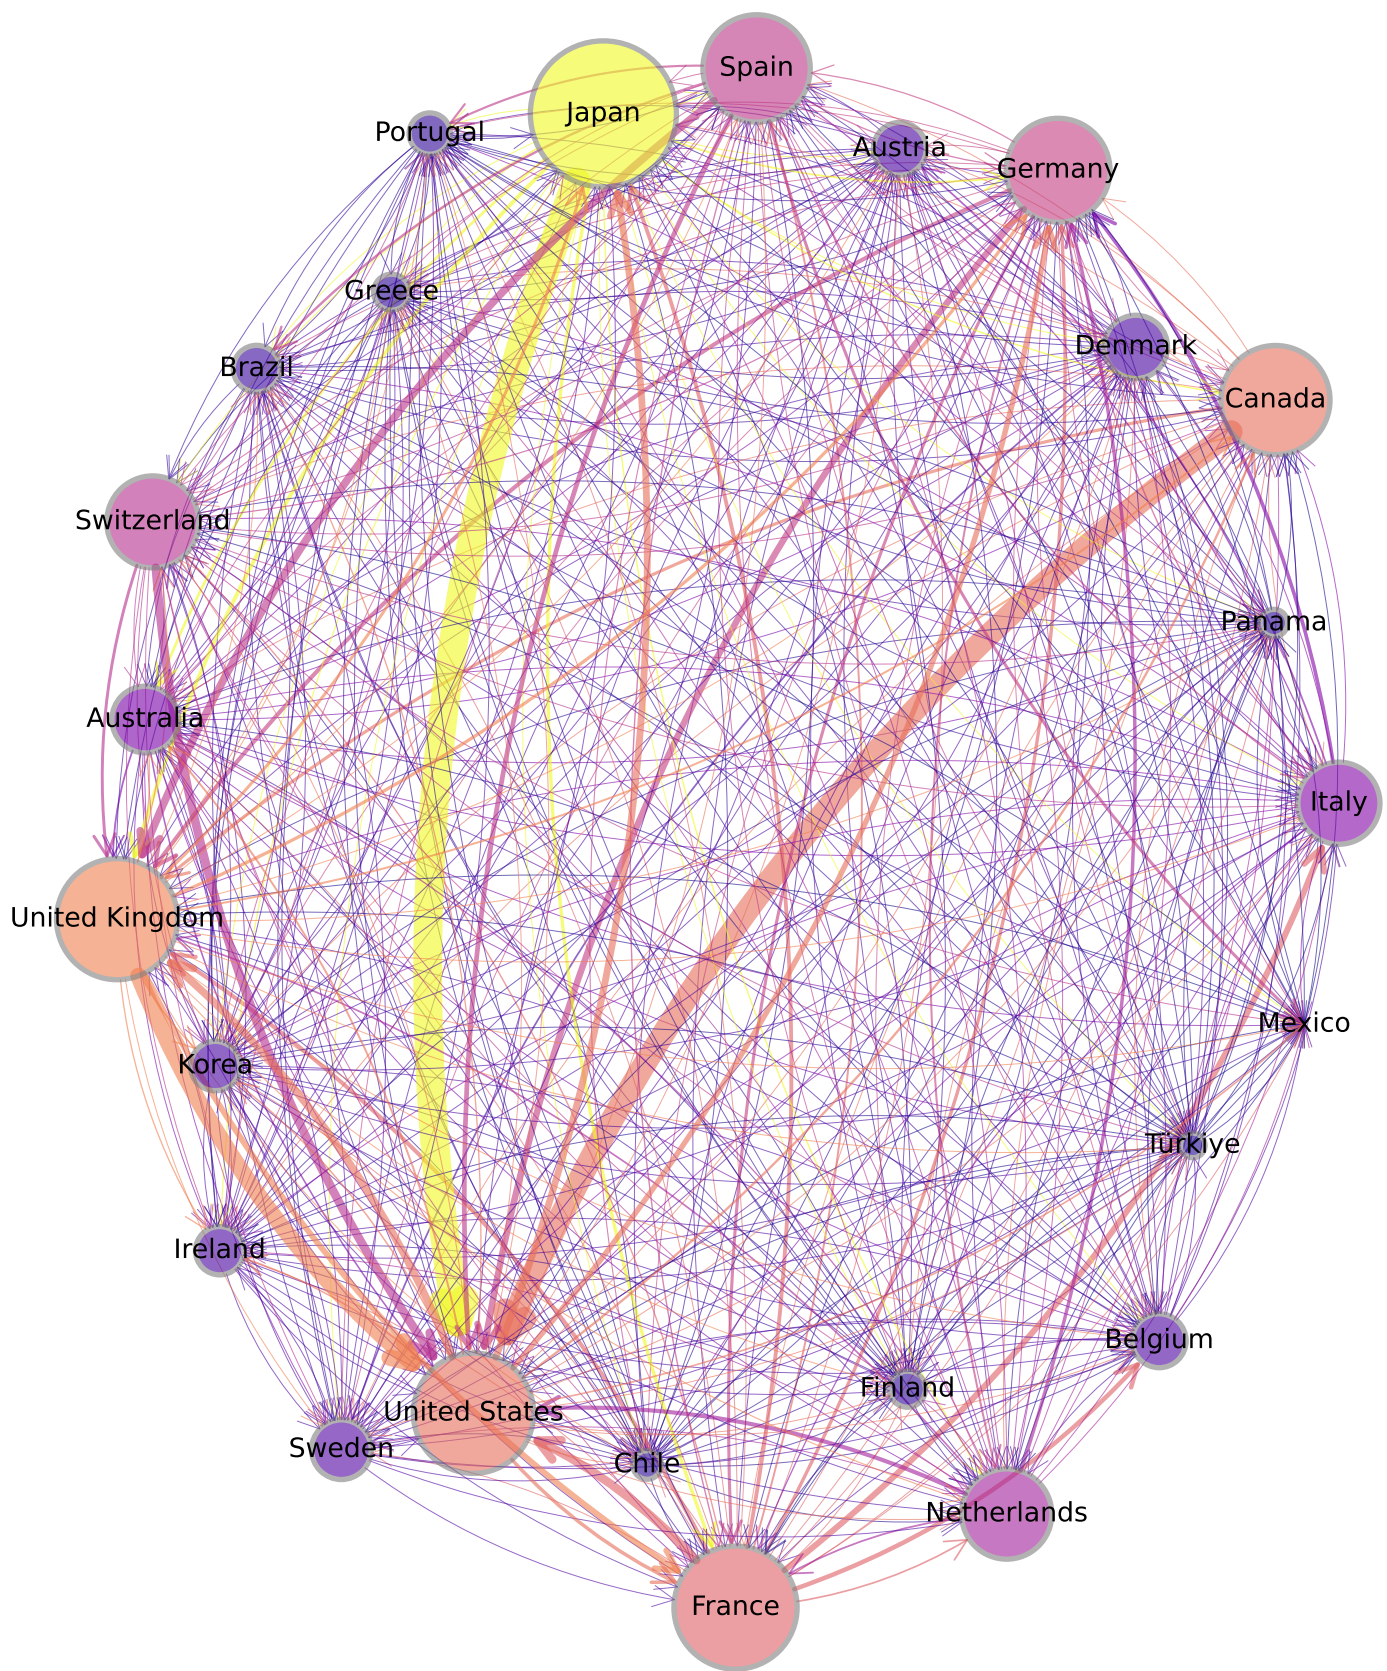 Spain
Japan
Portugal
Austria
Germany
Greece
Denmark
Brazil
Canada
Switzerland
Panama
Australia
Italy
United Kingdom
Mexico
Korea
Türkiye
Ireland
Belgium
Finland
United States
Sweden
Chile
Netherlands
France